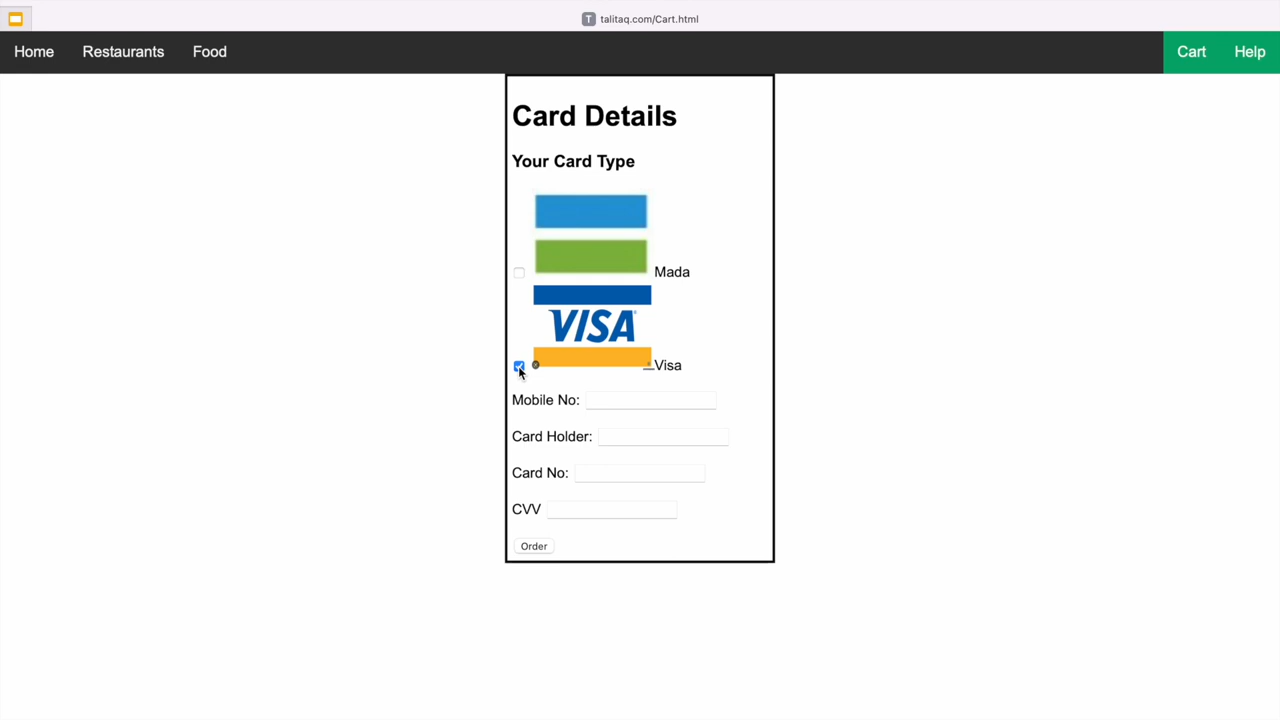 T talitaq.com/Cart.html
Home Restaurants Food Cart Help
Card Details
Your Card Type
Mada
VISA
Visa
Mobile No:
Card Holder:
Card No:
CVV
Order